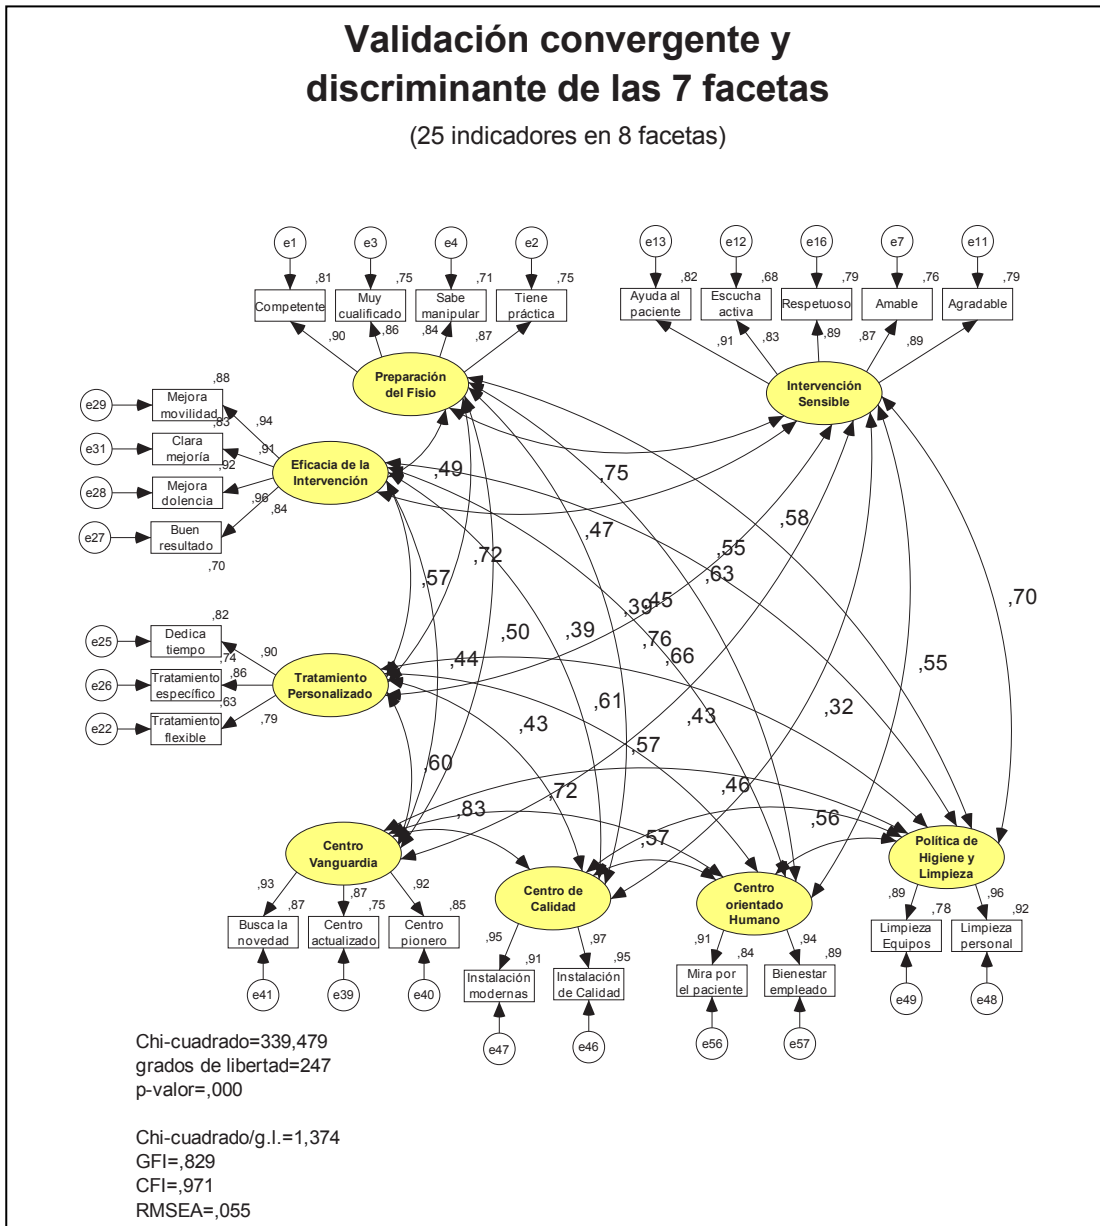 Validación convergente y
discriminante de las 7 facetas
(25 indicadores en 8 facetas)
e1
e3
e4
e2
e13
e12
e16
e7
e11
,81
,75
,71
,75
,82
,68
,79
,76
,79
Competente
Muy
cualificado
Sabe
manipular
Tiene
práctica
Ayuda al
paciente
Escucha
activa
Respetuoso
Amable
Agradable
,90
,86
,84
,87
,91
,83
,89
,87
,89
Preparación
del Fisio
Intervención
Sensible
,88
e29
Mejora
movilidad
,94
,83
e31
Clara
mejoría
,91
,92
e28
Mejora
dolencia
,96
,84
e27
Buen
resultado
,70
Eficacia de la
Intervención
,49
,75
,47
,58
,72
,55
,63
,57
,39
,45
,70
,50
,39
,76
,44
,66
,55
,82
e25
Dedica
tiempo
,90
,74
e26
Tratamiento
específico
,86
,63
e22
Tratamiento
flexible
,79
Tratamiento
Personalizado
,61
,32
,43
,43
,57
,60
,72
,46
,83
,57
,56
Centro
Vanguardia
Centro de
Calidad
Centro
orientado
Humano
Política de
Higiene y
Limpieza
,93
,87
,92
,87
,75
,85
Busca la
novedad
Centro
actualizado
Centro
pionero
e41
e39
e40
,95
,97
,91
,95
Instalación
modernas
Instalación
de Calidad
e47
e46
,91
,94
,84
,89
Mira por
el paciente
Bienestar
empleado
e56
e57
,89
,96
,78
,92
Limpieza
Equipos
Limpieza
personal
e49
e48
Chi-cuadrado=339,479
grados de libertad=247
p-valor=,000
Chi-cuadrado/g.l.=1,374
GFI=,829
CFI=,971
RMSEA=,055